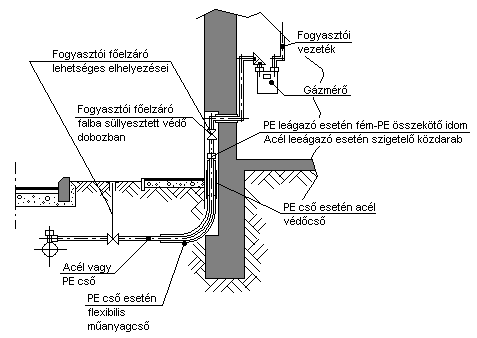 Fogyasztói
vezeték
Fogyasztói főelzáró
lehetséges elhelyezései
Gázmérő
Fogyasztói főelzáró
falba süllyesztett védő
dobozban
PE leágazó esetén fém-PE összekötő idom
Acél leeágazó esetén szigetelő közdarab
PE cső esetén acél
védőcső
Acél vagy
PE cső
PE cső esetén
flexibilis
műanyagcső